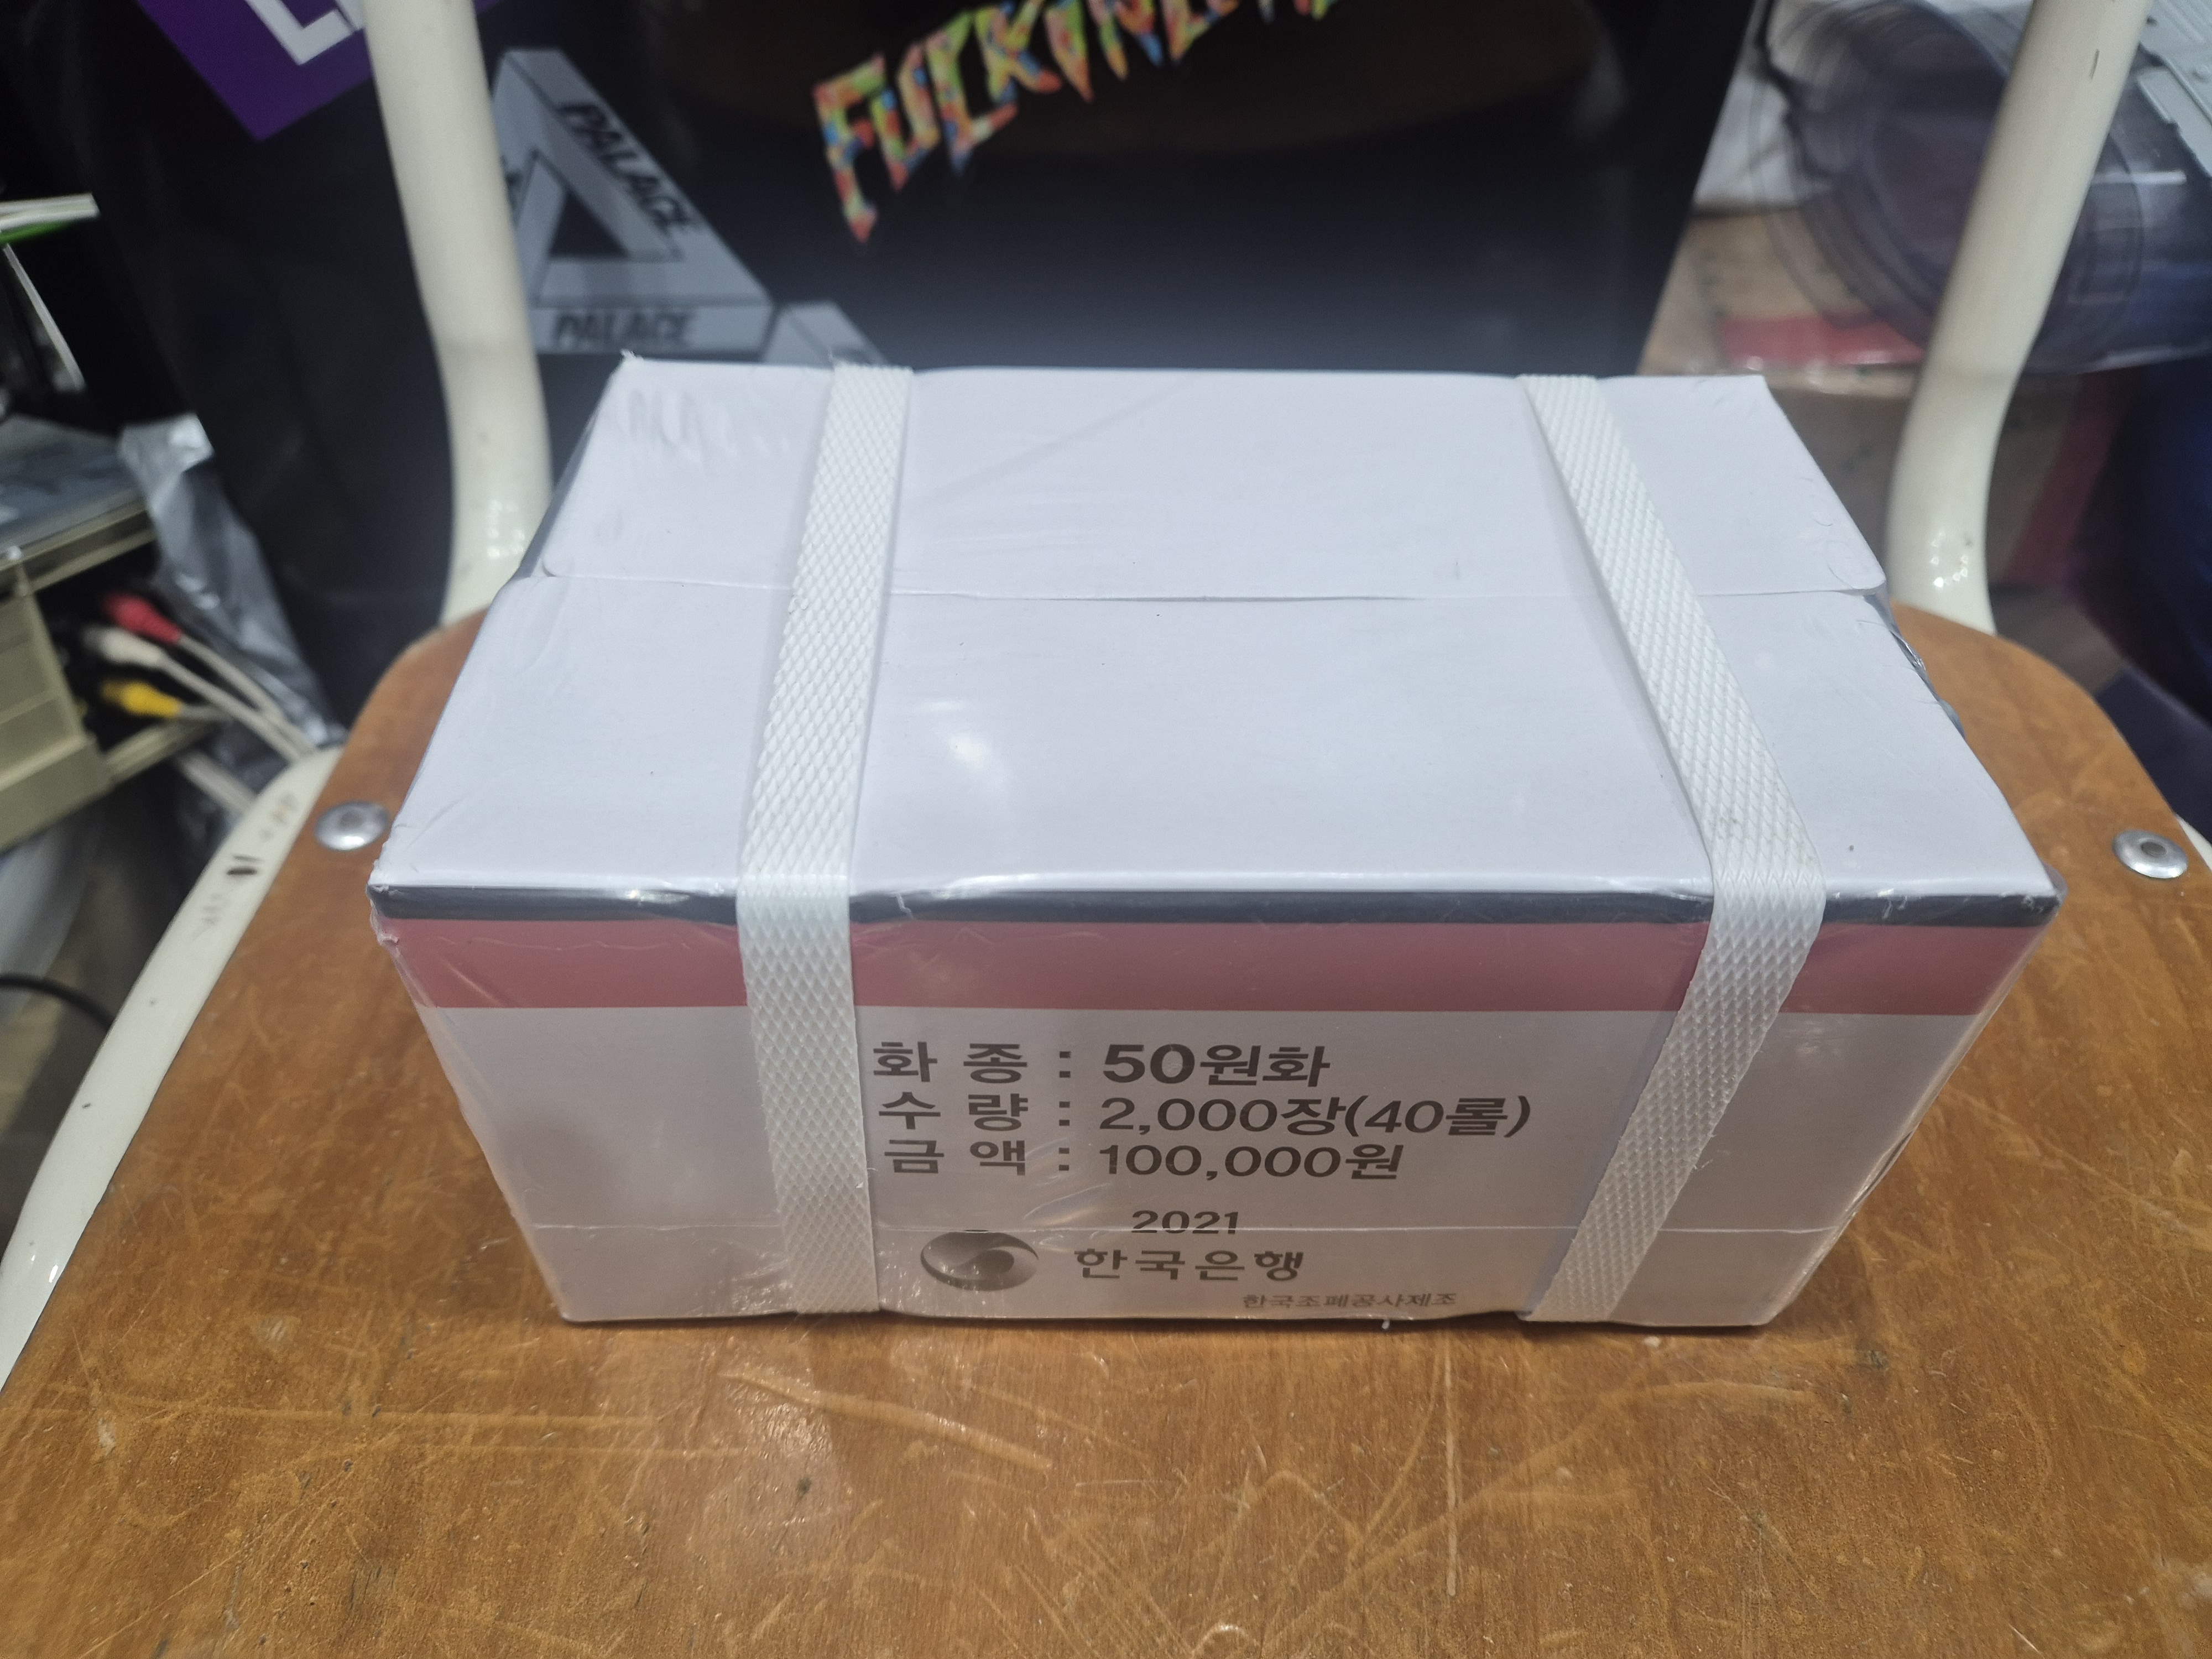 PALACE
PALACE
화 종 : 50원화
수 량 : 2,000장(40롤)
금 액 : 100,000원
2021
한국은행
한국조폐공사제조